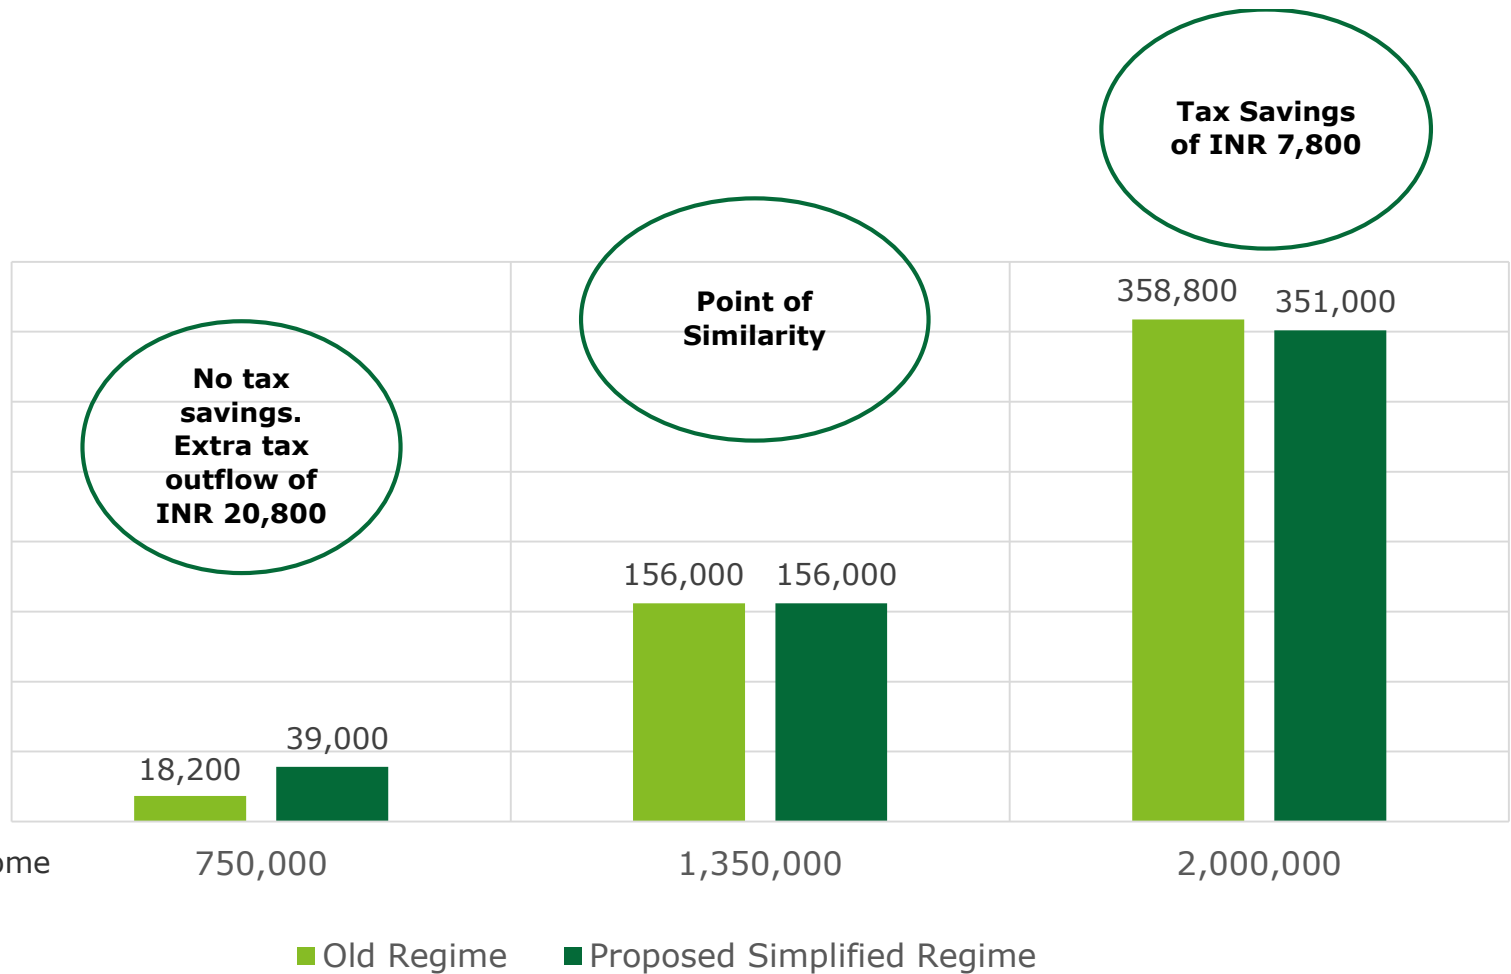 Tax Savings
of INR 7,800
Point of
Similarity
No tax
savings.
Extra tax
outflow of
INR 20,800
358,800
351,000
156,000
156,000
39,000
18,200
ome
750,000
1,350,000
2,000,000
Old Regime
Proposed Simplified Regime